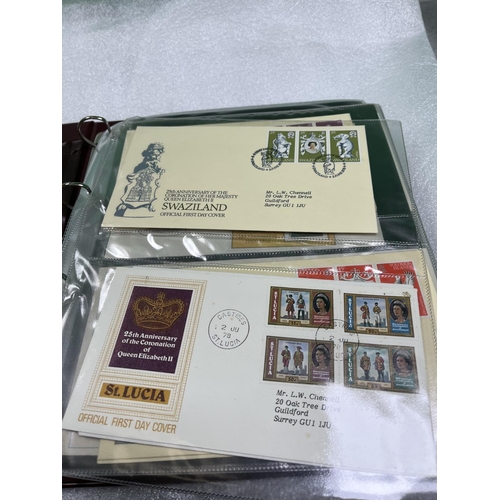 25th ANNIVERSARY OF THE
CORONATION OF HER MAJESTY
QUEEN ELIZABETH II
SWAZILAND
OFFICIAL FIRST DAY COVER
Mr. L.W. Chennell
20 Oak Tree Drive
Guildford
Surrey GU1 1JU
25th Anniversary
of the Coronation
of
Queen Elizabeth II
ST. LUCIA
OFFICIAL FIRST DAY COVER
CASTRIES
2 JU
78
ST. LUCIA
ST. LUCIA
ST. LUCIA
ST. LUCIA
ST. LUCIA
Mr. L.W. Chennell
20 Oak Tree Drive
Guildford
Surrey GU1 1JU